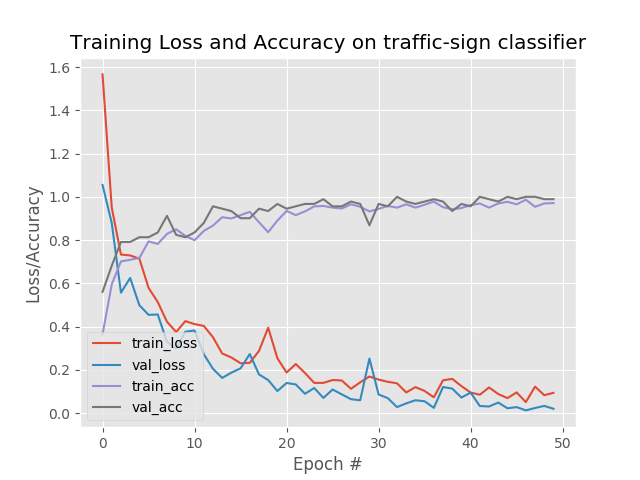 Training Loss and Accuracy on traffic-sign classifier
1.6
1.4
1.2
1.0
0.8
0.6
0.4
0.2
0.0
Loss/Accuracy
train_loss
val_loss
train_acc
val_acc
0 10 20 30 40 50
Epoch #